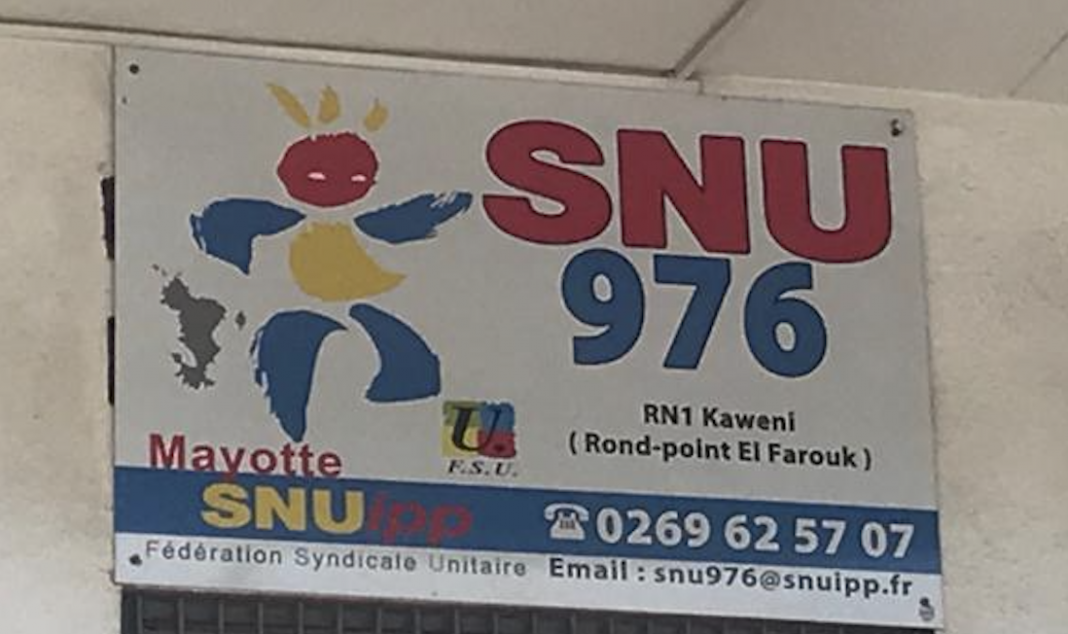 SNU
976
RN1 Kaweni
( Rond-point El Farouk )
U
F.S.U.
Mayotte
SNUipp
Fédération Syndicale Unitaire
☎ 0269 62 57 07
Email : snu976@snuipp.fr